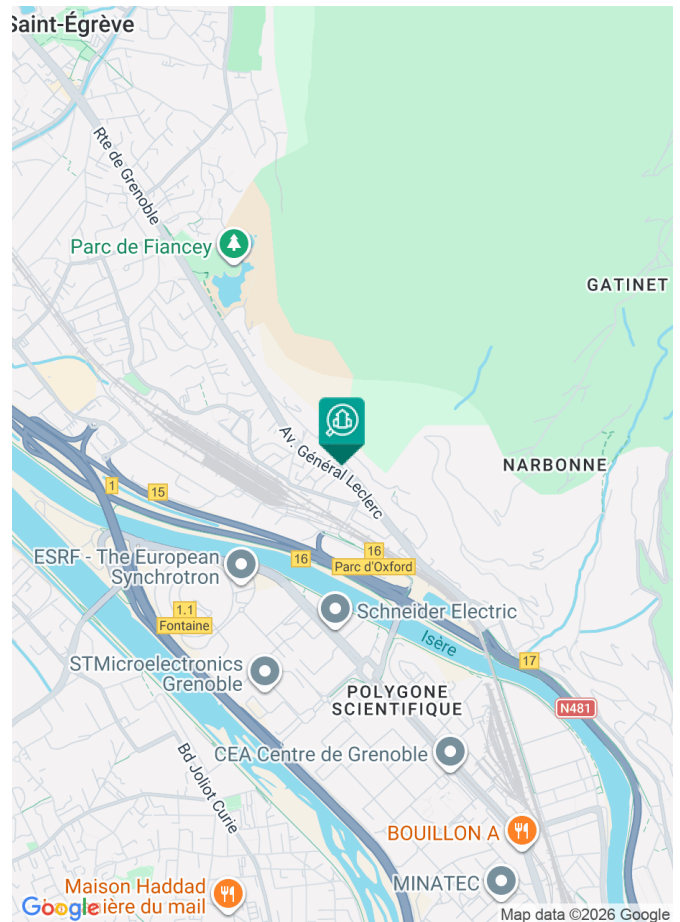 Saint-Égrève
Rte de Grenoble
Parc de Fiancey
GATINET
Av. Général Leclerc
NARBONNE
1
15
16
16
Parc d'Oxford
ESRF - The European
Synchrotron
1.1
Fontaine
Schneider Electric
Isère
17
STMicroelectronics
Grenoble
POLYGONE
SCIENTIFIQUE
N481
CEA Centre de Grenoble
Bd Joliot Curie
BOUILLON A
MINATEC
Maison Haddad
ière du mail
Google
Map data ©2026 Google